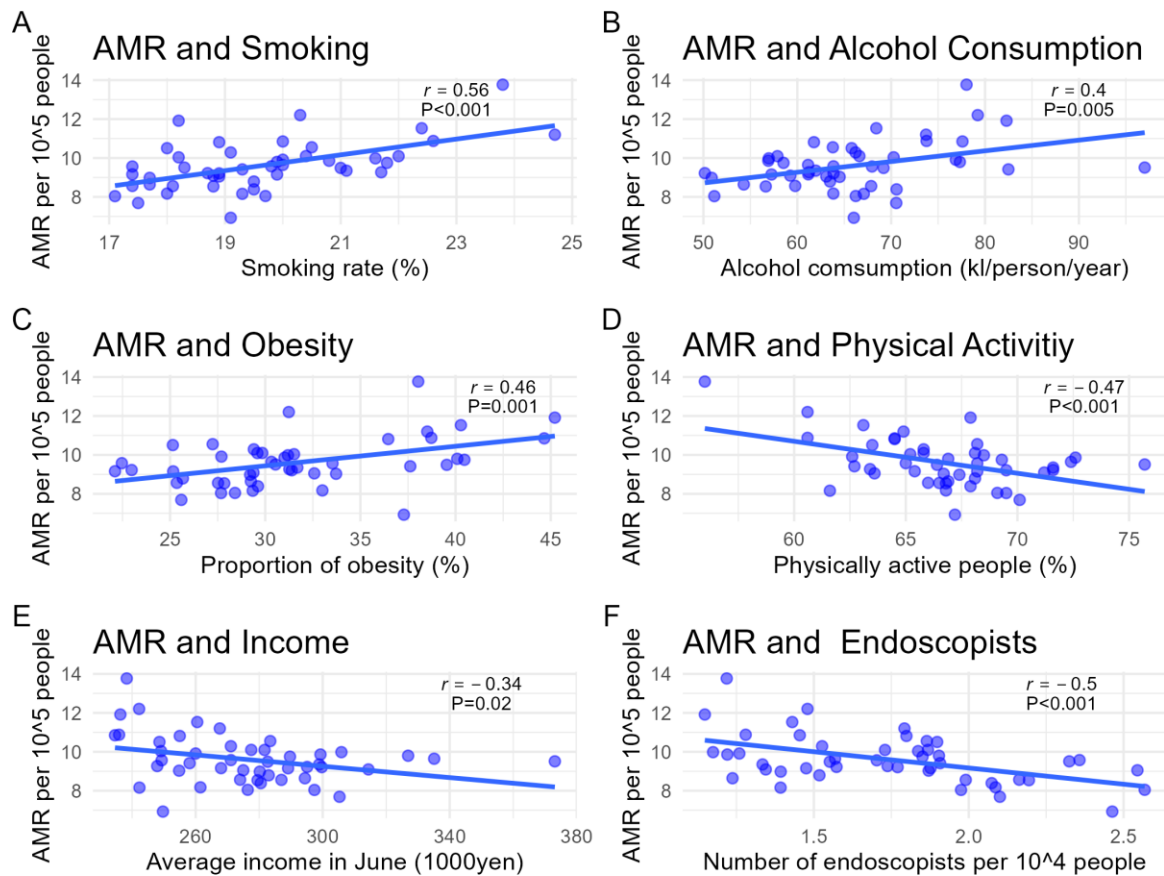 A
AMR and Smoking
AMR per 10^5 people
14
12
10
8
r = 0.56
P<0.001
17
19
21
23
25
Smoking rate (%)
B
AMR and Alcohol Consumption
AMR per 10^5 people
14
12
10
8
r = 0.4
P=0.005
50
60
70
80
90
Alcohol comsumption (kl/person/year)
C
AMR and Obesity
AMR per 10^5 people
14
12
10
8
r = 0.46
P=0.001
25
30
35
40
45
Proportion of obesity (%)
D
AMR and Physical Activitiy
AMR per 10^5 people
14
12
10
8
r = − 0.47
P<0.001
60
65
70
75
Physically active people (%)
E
AMR and Income
AMR per 10^5 people
14
12
10
8
r = − 0.34
P=0.02
260
300
340
380
Average income in June (1000yen)
F
AMR and  Endoscopists
AMR per 10^5 people
14
12
10
8
r = − 0.5
P<0.001
1.5
2.0
2.5
Number of endoscopists per 10^4 people